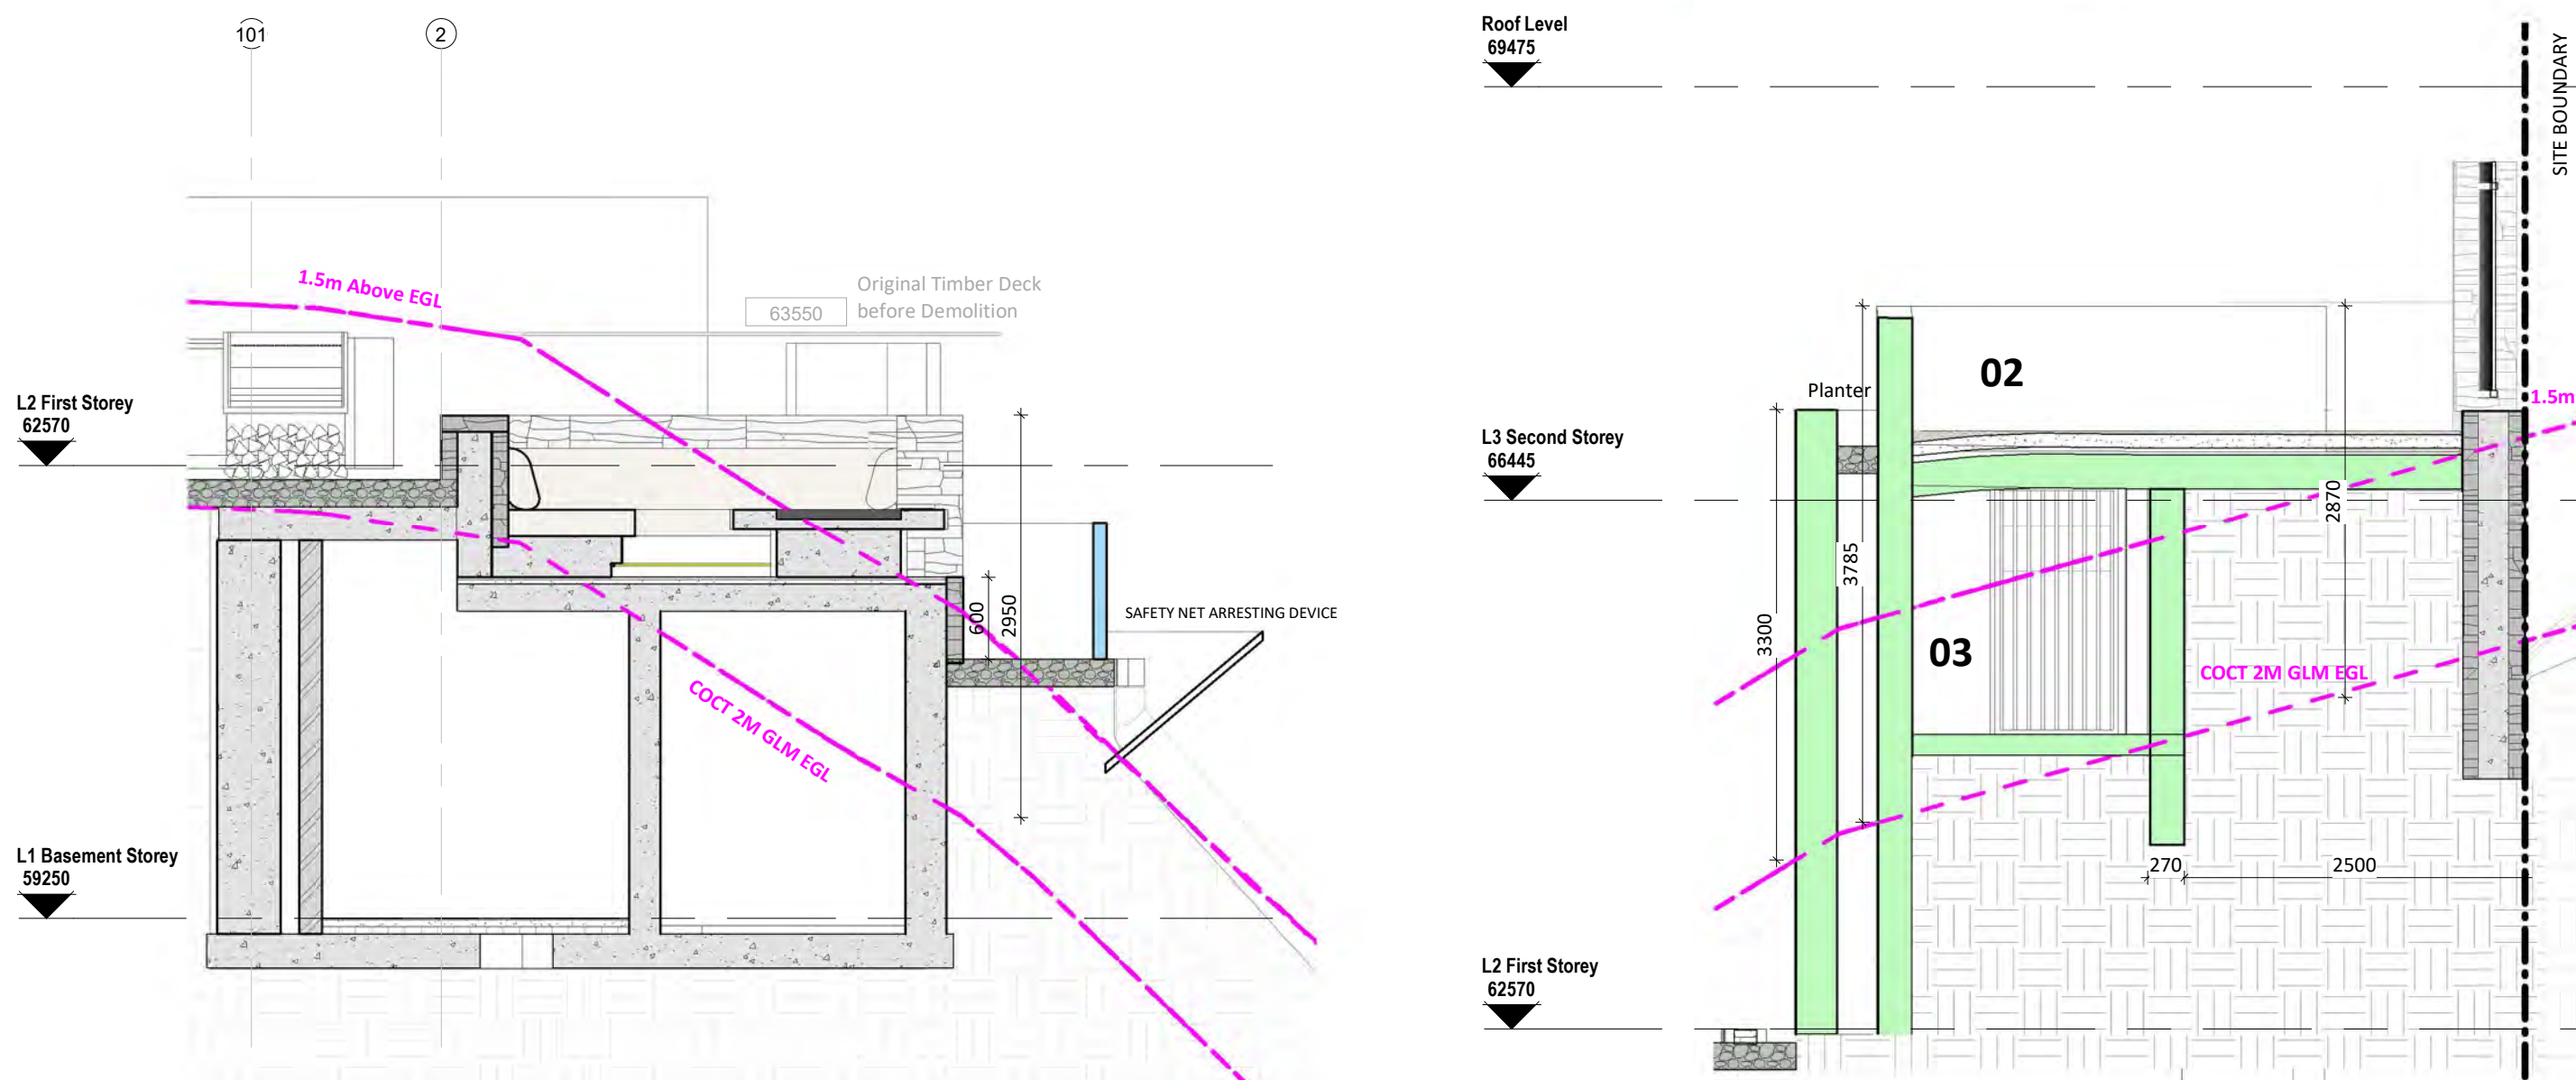 101
2
1.5m Above EGL
63550
Original Timber Deck
before Demolition
L2 First Storey
62570
600
2950
SAFETY NET ARRESTING DEVICE
COCT 2M GLM EGL
L1 Basement Storey
59250
Roof Level
69475
SITE BOUNDARY
02
Planter
1.5m
L3 Second Storey
66445
2870
3785
3300
03
COCT 2M GLM EGL
270
2500
L2 First Storey
62570